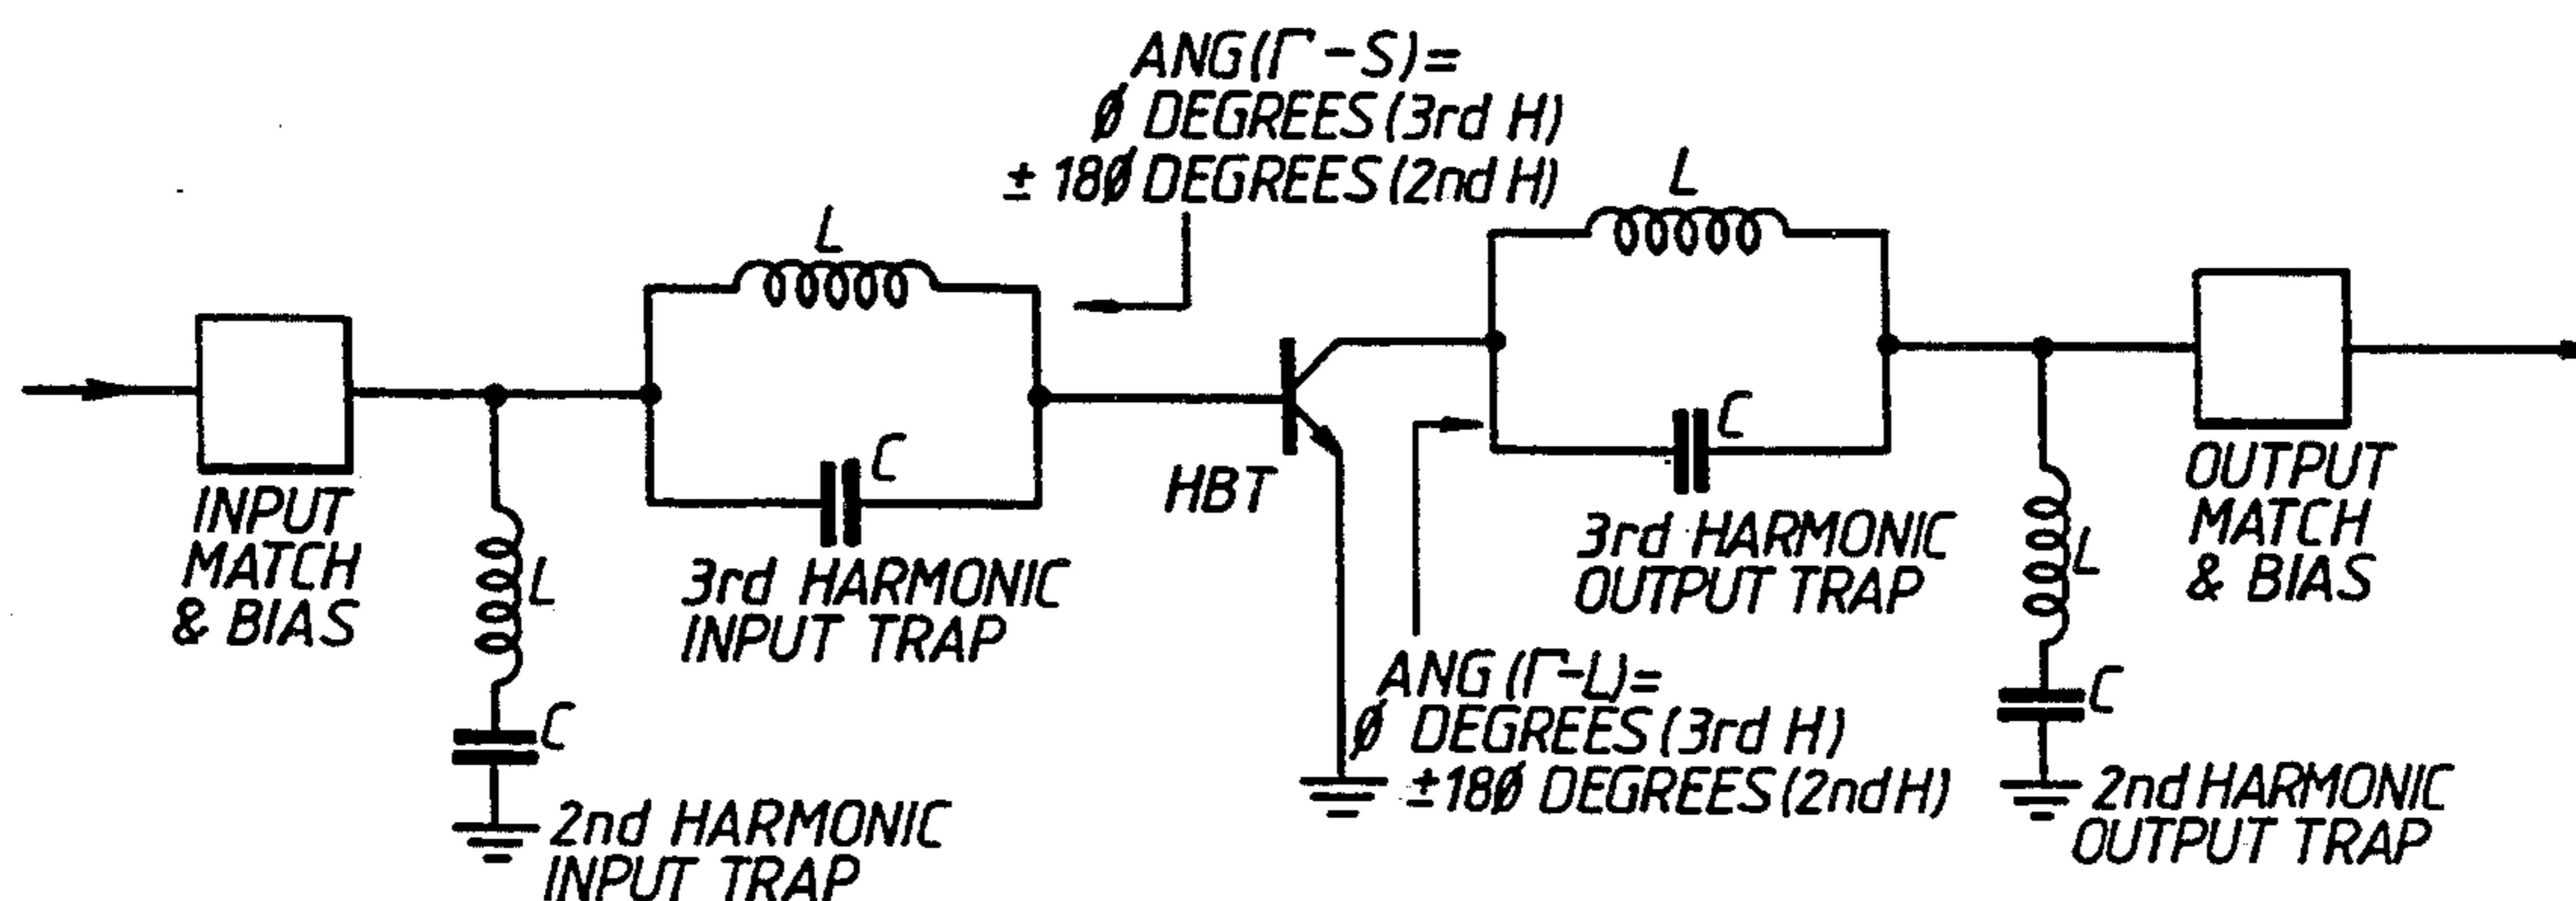 ANG(Γ-S)=
Ø DEGREES (3rd H)
± 18Ø DEGREES (2nd H)
L
L
C
C
INPUT
MATCH
& BIAS
L
C
3rd HARMONIC
INPUT TRAP
2nd HARMONIC
INPUT TRAP
HBT
3rd HARMONIC
OUTPUT TRAP
ANG (Γ-L)=
Ø DEGREES (3rd H)
±18Ø DEGREES (2nd H)
OUTPUT
MATCH
& BIAS
L
C
2nd HARMONIC
OUTPUT TRAP